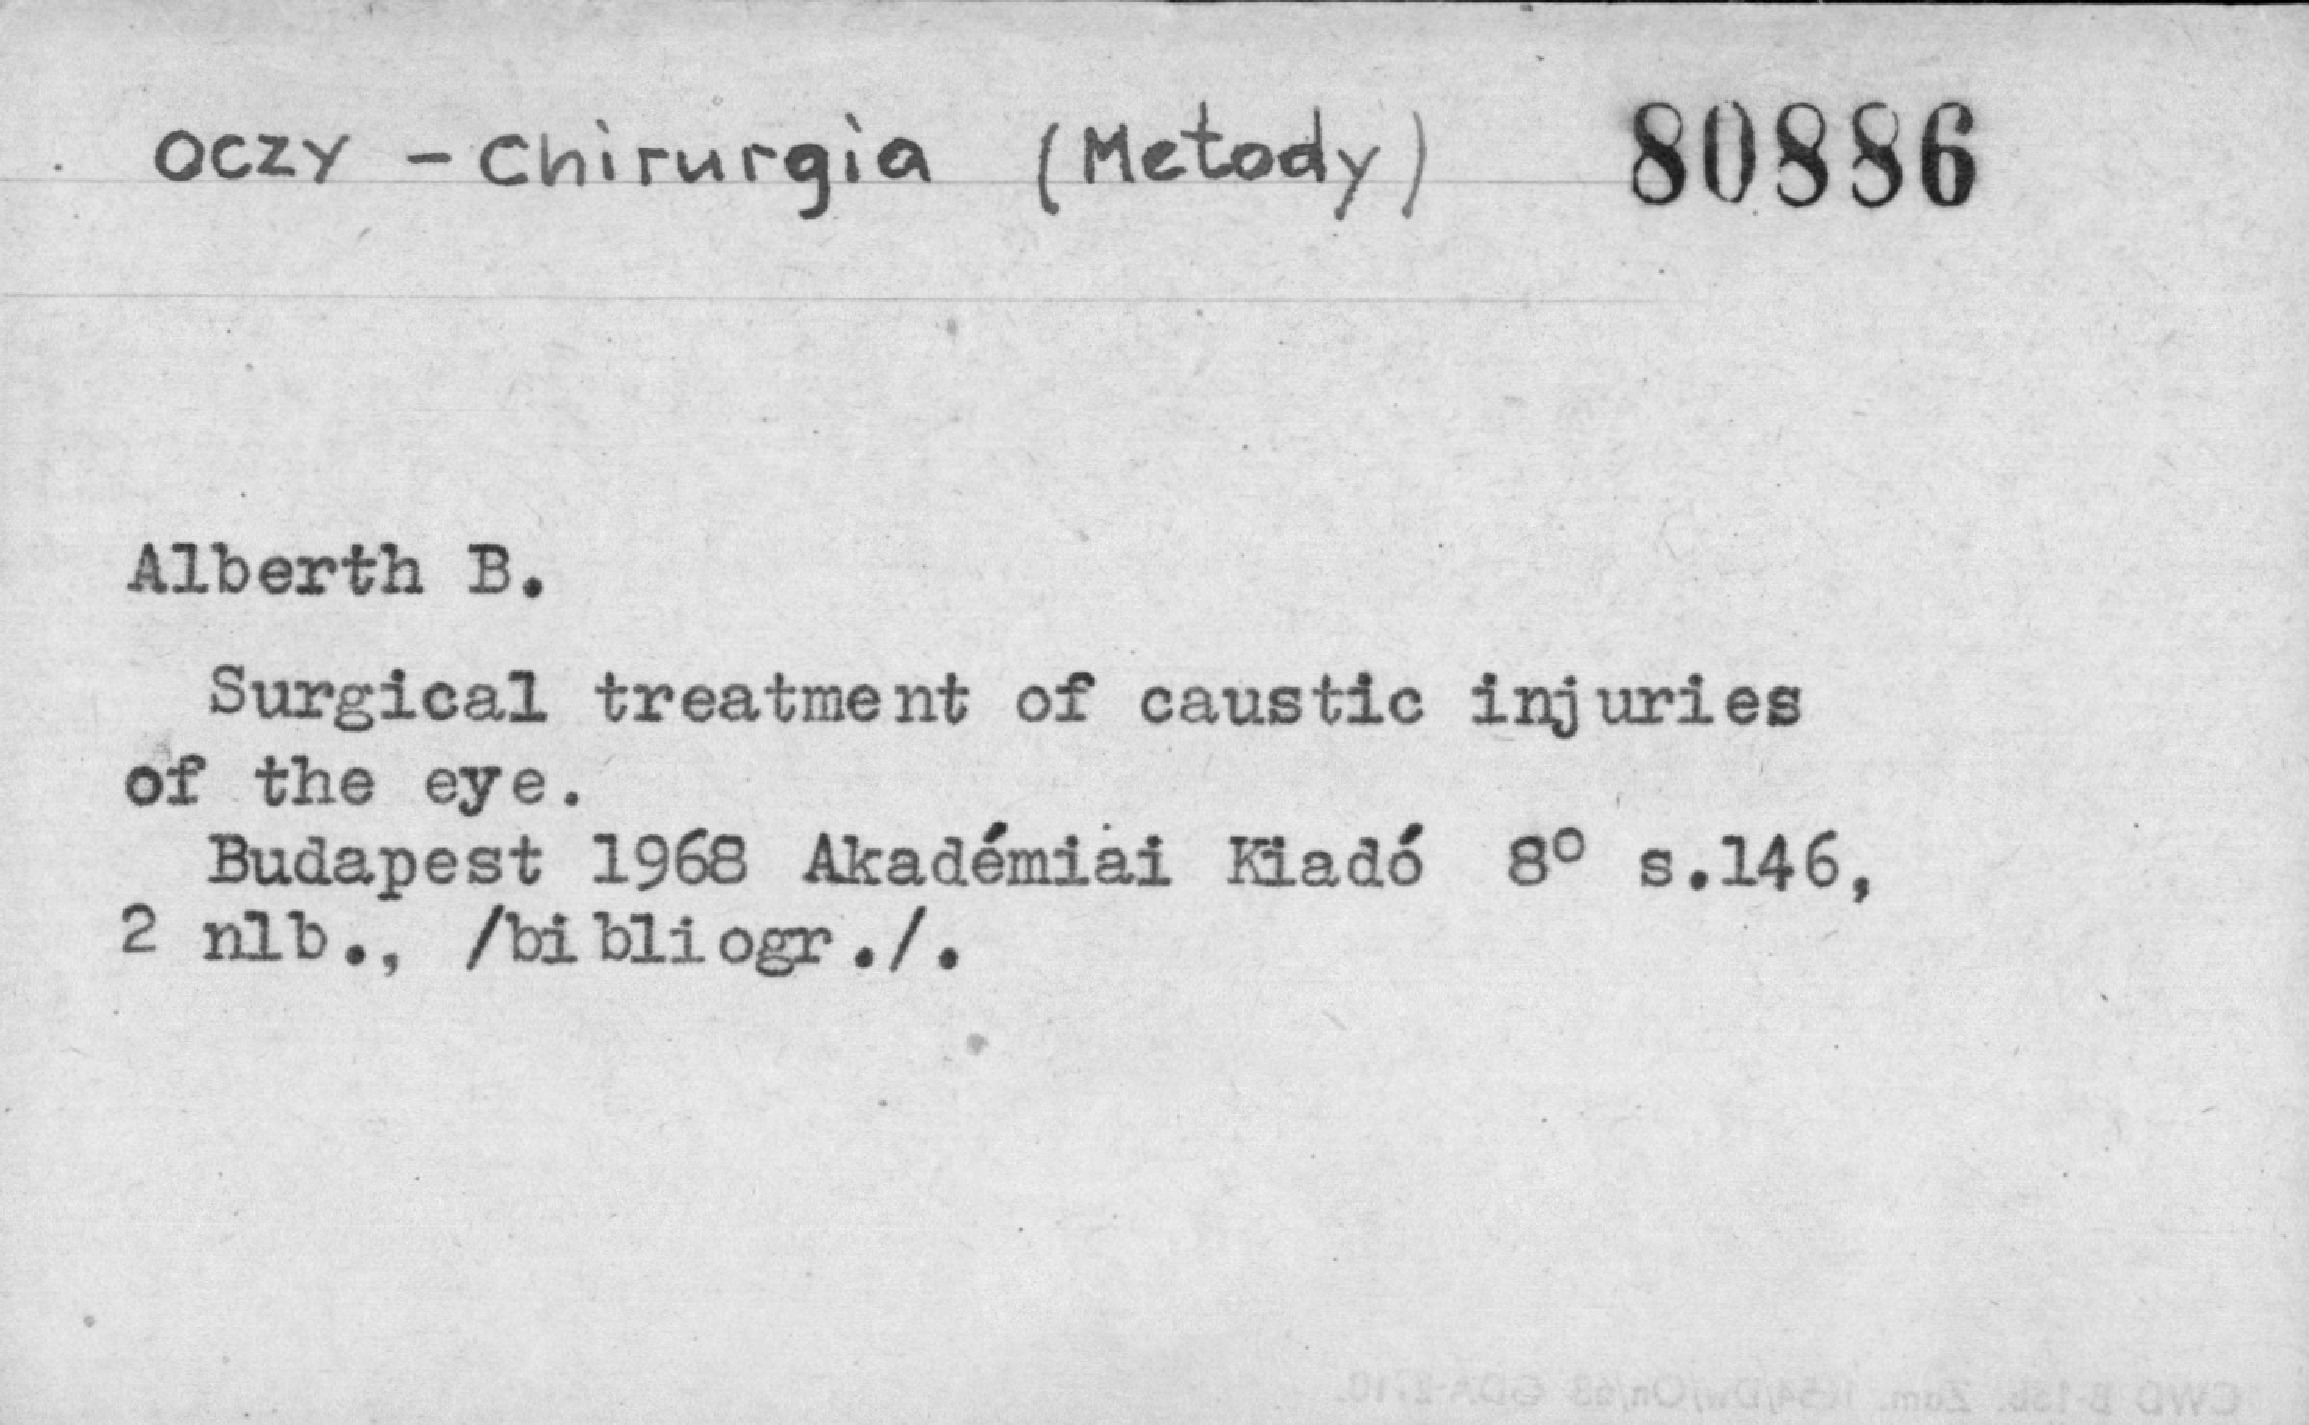 OCZY - Chirurgia (Metody) 80886
Alberth B.
Surgical treatment of caustic injuries
of the eye.
Budapest 1968 Akadémiai Kiadó 8° s.146,
2 nlb., /bibliogr./.